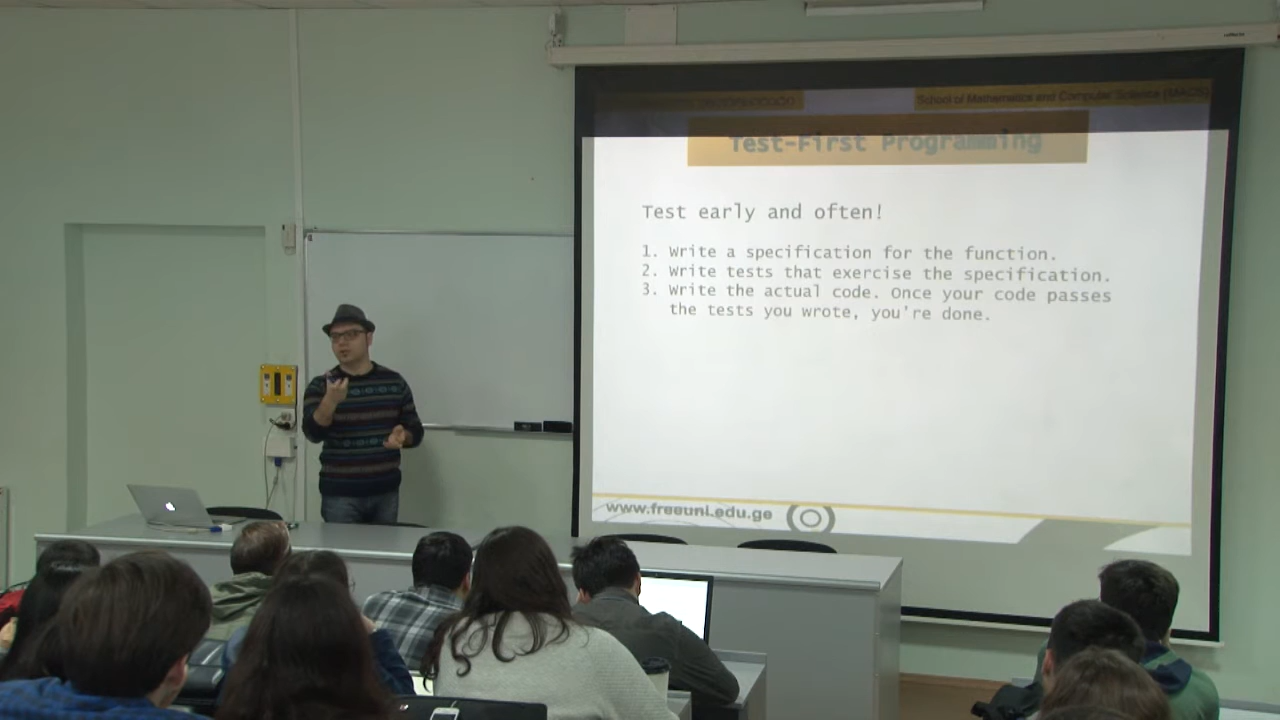 School of Mathematics and Computer Science (MACS)
Test-First Programming
Test early and often!
1. Write a specification for the function.
2. Write tests that exercise the specification.
3. Write the actual code. Once your code passes
the tests you wrote, you're done.
www.freeuni.edu.ge